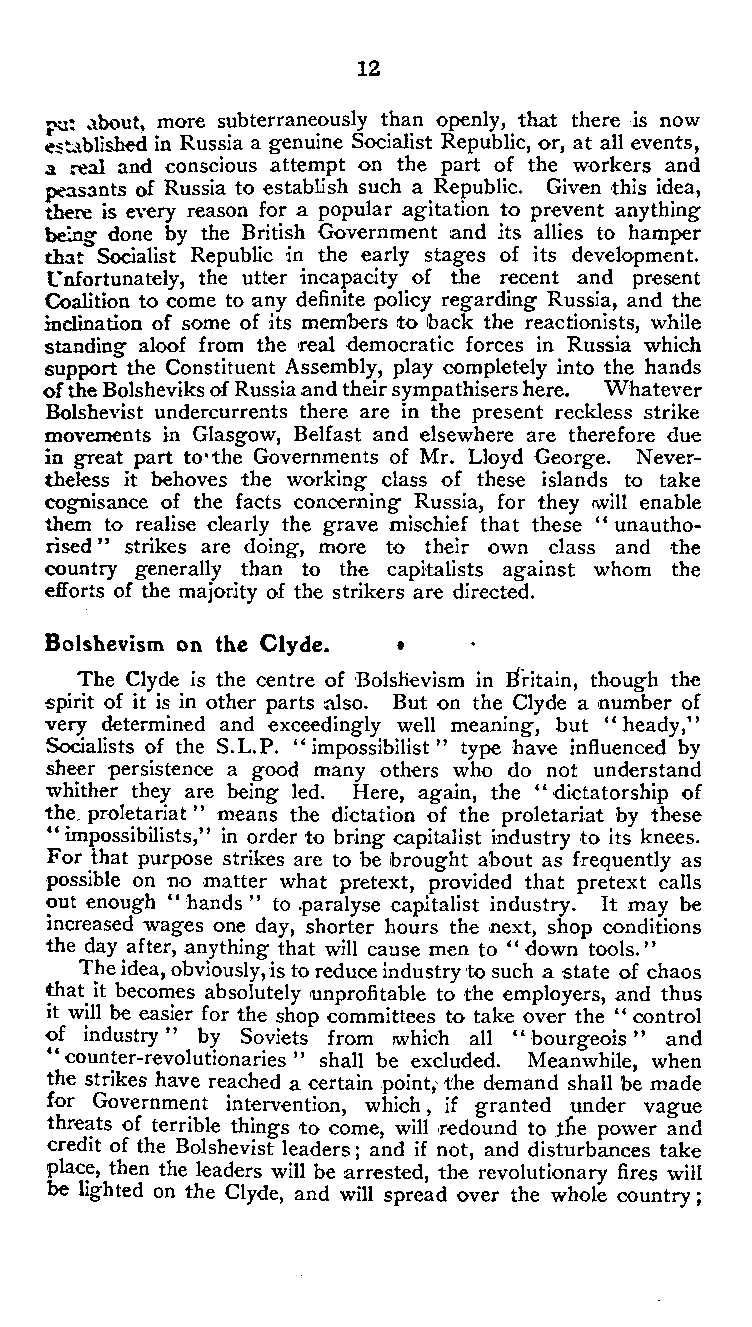 12
put about, more subterraneously than openly, that there is now
established in Russia a genuine Socialist Republic, or, at all events,
a real and conscious attempt on the part of the workers and
peasants of Russia to establish such a Republic. Given this idea,
there is every reason for a popular agitation to prevent anything
being done by the British Government and its allies to hamper
that Socialist Republic in the early stages of its development.
Unfortunately, the utter incapacity of the recent and present
Coalition to come to any definite policy regarding Russia, and the
inclination of some of its members to back the reactionists, while
standing aloof from the real democratic forces in Russia which
support the Constituent Assembly, play completely into the hands
of the Bolsheviks of Russia and their sympathisers here. Whatever
Bolshevist undercurrents there are in the present reckless strike
movements in Glasgow, Belfast and elsewhere are therefore due
in great part to the Governments of Mr. Lloyd George. Never-
theless it behoves the working class of these islands to take
cognisance of the facts concerning Russia, for they will enable
them to realise clearly the grave mischief that these "unautho-
rised" strikes are doing, more to their own class and the
country generally than to the capitalists against whom the
efforts of the majority of the strikers are directed.
Bolshevism on the Clyde.
The Clyde is the centre of Bolshevism in Britain, though the
spirit of it is in other parts also. But on the Clyde a number of
very determined and exceedingly well meaning, but "heady,"
Socialists of the S.L.P. "impossibilist" type have influenced by
sheer persistence a good many others who do not understand
whither they are being led. Here, again, the "dictatorship of
the proletariat" means the dictation of the proletariat by these
"impossibilists," in order to bring capitalist industry to its knees.
For that purpose strikes are to be brought about as frequently as
possible on no matter what pretext, provided that pretext calls
out enough "hands" to paralyse capitalist industry. It may be
increased wages one day, shorter hours the next, shop conditions
the day after, anything that will cause men to "down tools."
The idea, obviously, is to reduce industry to such a state of chaos
that it becomes absolutely unprofitable to the employers, and thus
it will be easier for the shop committees to take over the "control
of industry" by Soviets from which all "bourgeois" and
"counter-revolutionaries" shall be excluded. Meanwhile, when
the strikes have reached a certain point, the demand shall be made
for Government intervention, which, if granted under vague
threats of terrible things to come, will redound to the power and
credit of the Bolshevist leaders; and if not, and disturbances take
place, then the leaders will be arrested, the revolutionary fires will
be lighted on the Clyde, and will spread over the whole country;